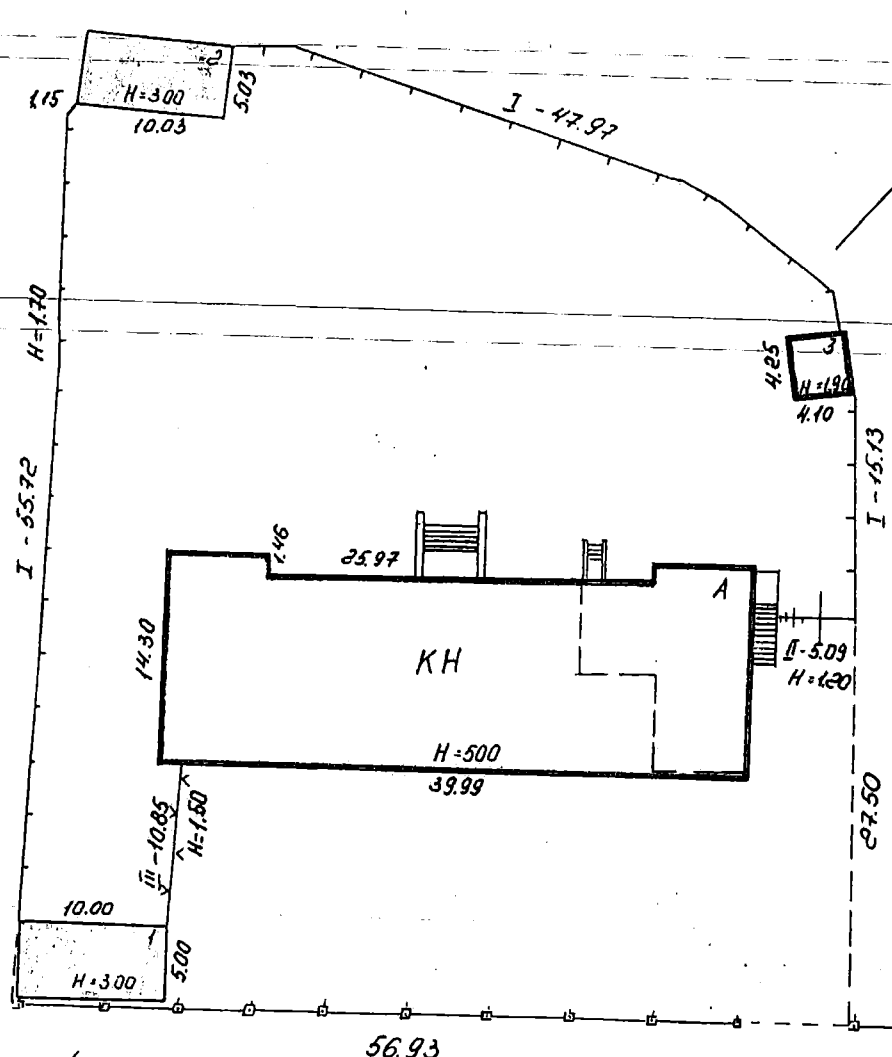 2
1.15
H=3.00
5.03
10.03
I - 47.97
H=1.70
3
4.25
H=1.90
4.10
I - 55.72
I - 15.13
1.46
25.97
A
14.30
KH
II-5.09
H=1.20
H=500
39.99
III-10.85
H=1.50
27.50
10.00
1
5.00
H=3.00
56.93